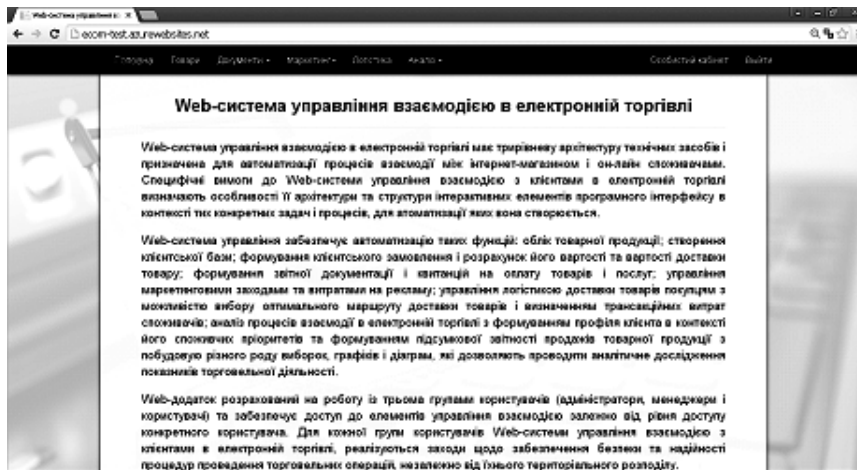 Web-система управління в
ecom-test.azurewebsites.net
Головна Товари Документи Маркетинг Логістика Аналіз Особистий кабінет Вийти
Web-система управління взаємодією в електронній торгівлі
Web-система управління взаємодією в електронній торгівлі має трирівневу архітектуру технічних засобів і
призначена для автоматизації процесів взаємодії між інтернет-магазином і он-лайн споживачами.
Специфічні вимоги до Web-системи управління взаємодією з клієнтами в електронній торгівлі
визначають особливості її архітектури та структури інтерактивних елементів програмного інтерфейсу в
контексті тих конкретних задач і процесів, для атоматизації яких вона створюється.
Web-система управління забезпечує автоматизацію таких функцій: облік товарної продукції; створення
клієнтської бази; формування клієнтського замовлення і розрахунок його вартості та вартості доставки
товару; формування звітної документації і квитанцій на оплату товарів і послуг; управління
маркетинговими заходами та витратами на рекламу; управління логістикою доставки товарів покупцям з
можливістю вибору оптимального маршруту доставки товарів і визначенням трансакційних витрат
споживачів; аналіз процесів взаємодії в електронній торгівлі з формуванням профіля клієнта в контексті
його споживчих пріоритетів та формуванням підсумкової звітності продажів товарної продукції з
побудовою різного роду виборок, графіків і діаграм, які дозволяють проводити аналітичне дослідження
показників торговельної діяльності.
Web-додаток розрахований на роботу із трьома групами користувачів (адміністратори, менеджери і
користувачі) та забезпечує доступ до елементів управління взаємодією залежно від рівня доступу
конкретного користувача. Для кожної групи користувачів Web-системи управління взаємодією з
клієнтами в електронній торгівлі, реалізуються заходи щодо забезпечення безпеки та надійності
процедур проведення торговельних операцій, незалежно від їхнього територіального розподілу.